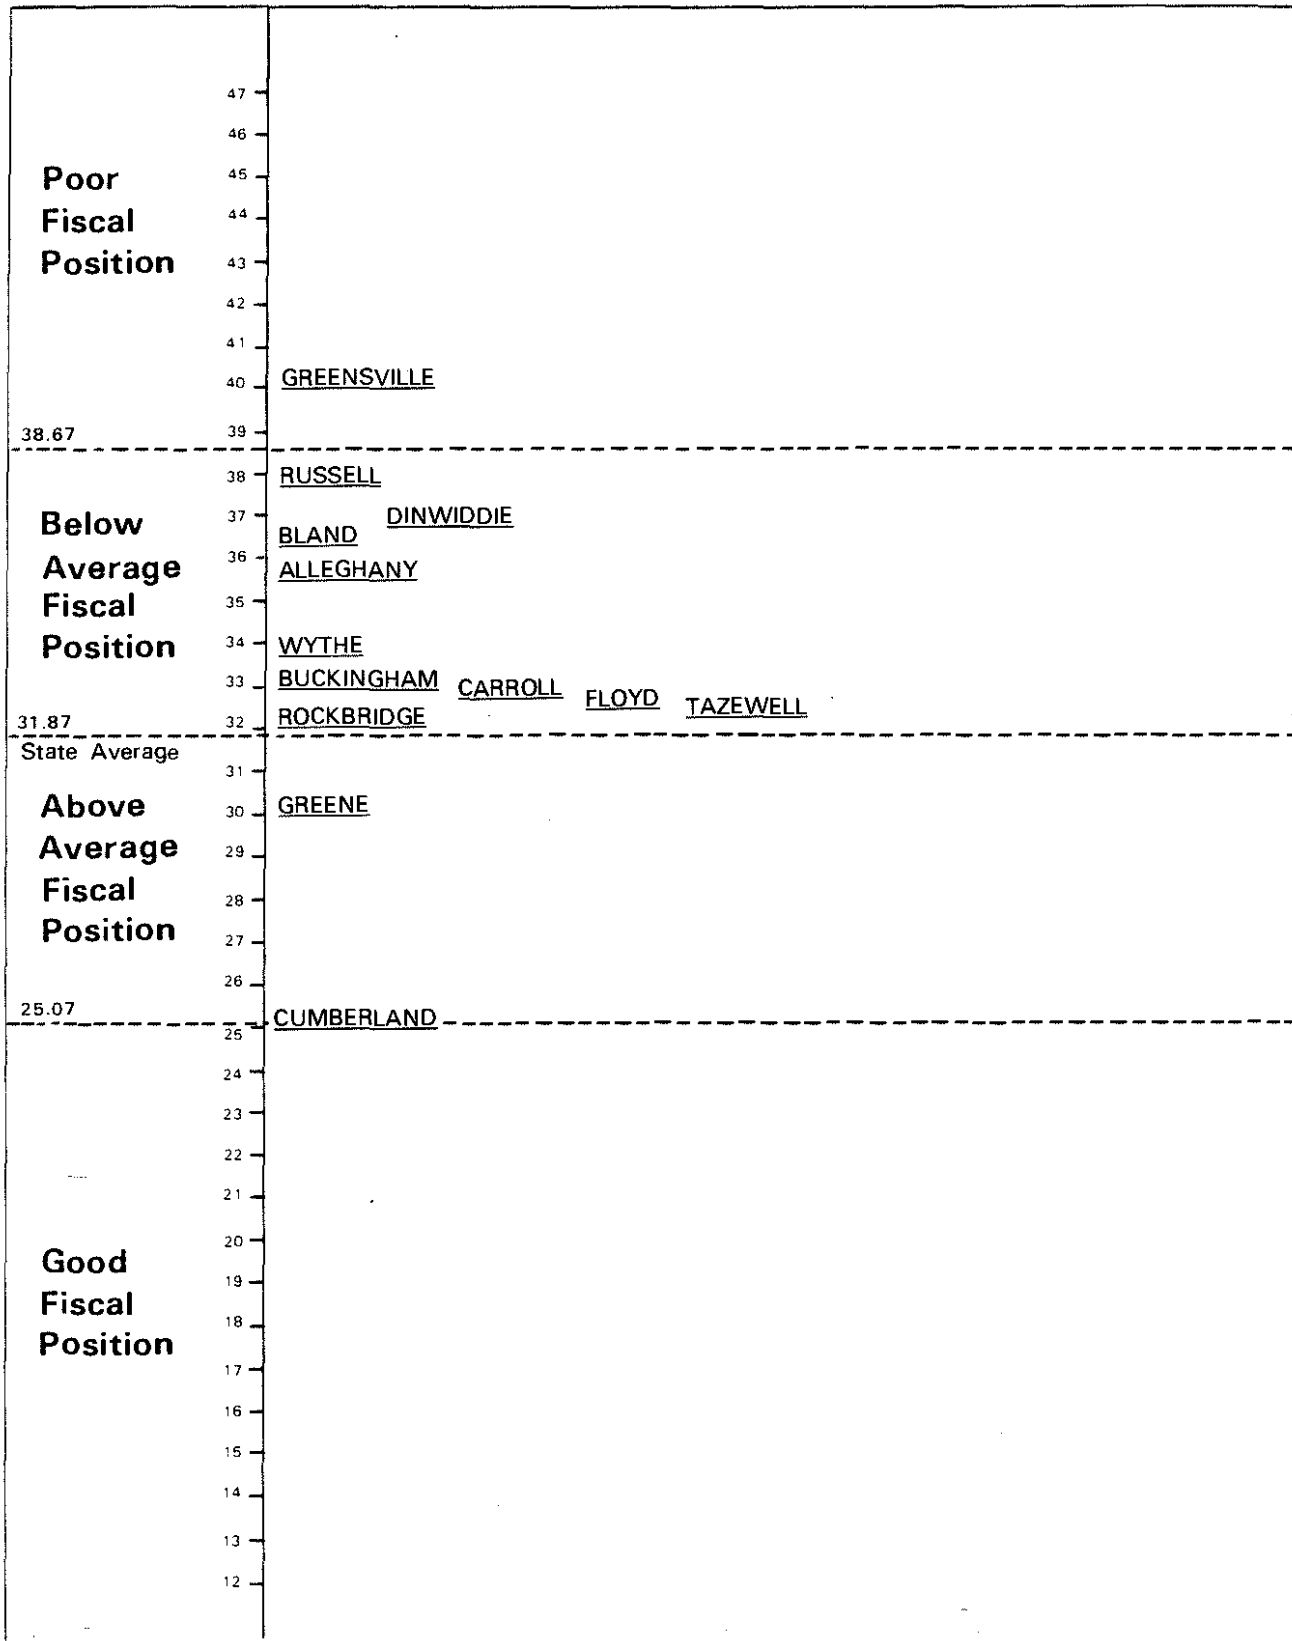 47
46
Poor
45
Fiscal
44
Position
43
42
41
40 GREENSVILLE
38.67
39
38 RUSSELL
37 DINWIDDIE
Below
BLAND
36
Average
ALLEGHANY
Fiscal
35
Position
34 WYTHE
33 BUCKINGHAM CARROLL FLOYD TAZEWELL
31.87
32 ROCKBRIDGE
State Average
31
Above
30 GREENE
Average
29
Fiscal
28
Position
27
26
25.07
CUMBERLAND
25
24
23
22
21
20
Good
19
Fiscal
18
Position
17
16
15
14
13
12